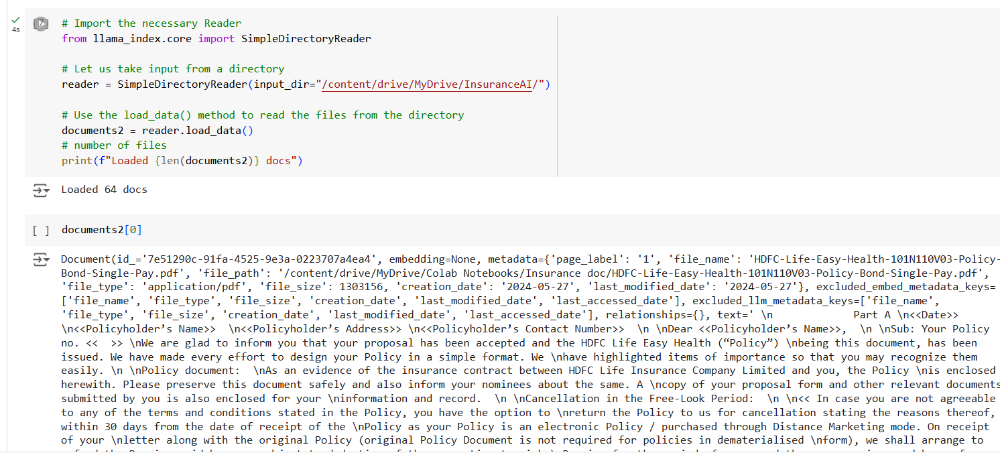 4s
# Import the necessary Reader
from llama_index.core import SimpleDirectoryReader
# Let us take input from a directory
reader = SimpleDirectoryReader(input_dir="/content/drive/MyDrive/InsuranceAI/")
# Use the load_data() method to read the files from the directory
documents2 = reader.load_data()
# number of files
print(f"Loaded {len(documents2)} docs")
Loaded 64 docs
[ ] documents2[0]
Document(id_='7e51290c-91fa-4525-9e3a-0223707a4ea4', embedding=None, metadata={'page_label': '1', 'file_name': 'HDFC-Life-Easy-Health-101N110V03-Policy-
Bond-Single-Pay.pdf', 'file_path': '/content/drive/MyDrive/Colab Notebooks/Insurance doc/HDFC-Life-Easy-Health-101N110V03-Policy-Bond-Single-Pay.pdf',
'file_type': 'application/pdf', 'file_size': 1303156, 'creation_date': '2024-05-27', 'last_modified_date': '2024-05-27'}, excluded_embed_metadata_keys=
['file_name', 'file_type', 'file_size', 'creation_date', 'last_modified_date', 'last_accessed_date'], excluded_llm_metadata_keys=['file_name',
'file_type', 'file_size', 'creation_date', 'last_modified_date', 'last_accessed_date'], relationships={}, text=' \n Part A \n<<Date>>
\n<<Policyholder’s Name>> \n<<Policyholder’s Address>> \n<<Policyholder’s Contact Number>> \n \nDear <<Policyholder’s Name>>, \n \nSub: Your Policy
no. << >> \nWe are glad to inform you that your proposal has been accepted and the HDFC Life Easy Health (“Policy”) \nbeing this document, has been
issued. We have made every effort to design your Policy in a simple format. We \nhave highlighted items of importance so that you may recognize them
easily. \n \nPolicy document: \nAs an evidence of the insurance contract between HDFC Life Insurance Company Limited and you, the Policy \nis enclosed
herewith. Please preserve this document safely and also inform your nominees about the same. A \ncopy of your proposal form and other relevant documents
submitted by you is also enclosed for your \ninformation and record. \n \nCancellation in the Free-Look Period: \n \n<< In case you are not agreeable
to any of the terms and conditions stated in the Policy, you have the option to \nreturn the Policy to us for cancellation stating the reasons thereof,
within 30 days from the date of receipt of the \nPolicy as your Policy is an electronic Policy / purchased through Distance Marketing mode. On receipt
of your \nletter along with the original Policy (original Policy Document is not required for policies in dematerialised \nform), we shall arrange to